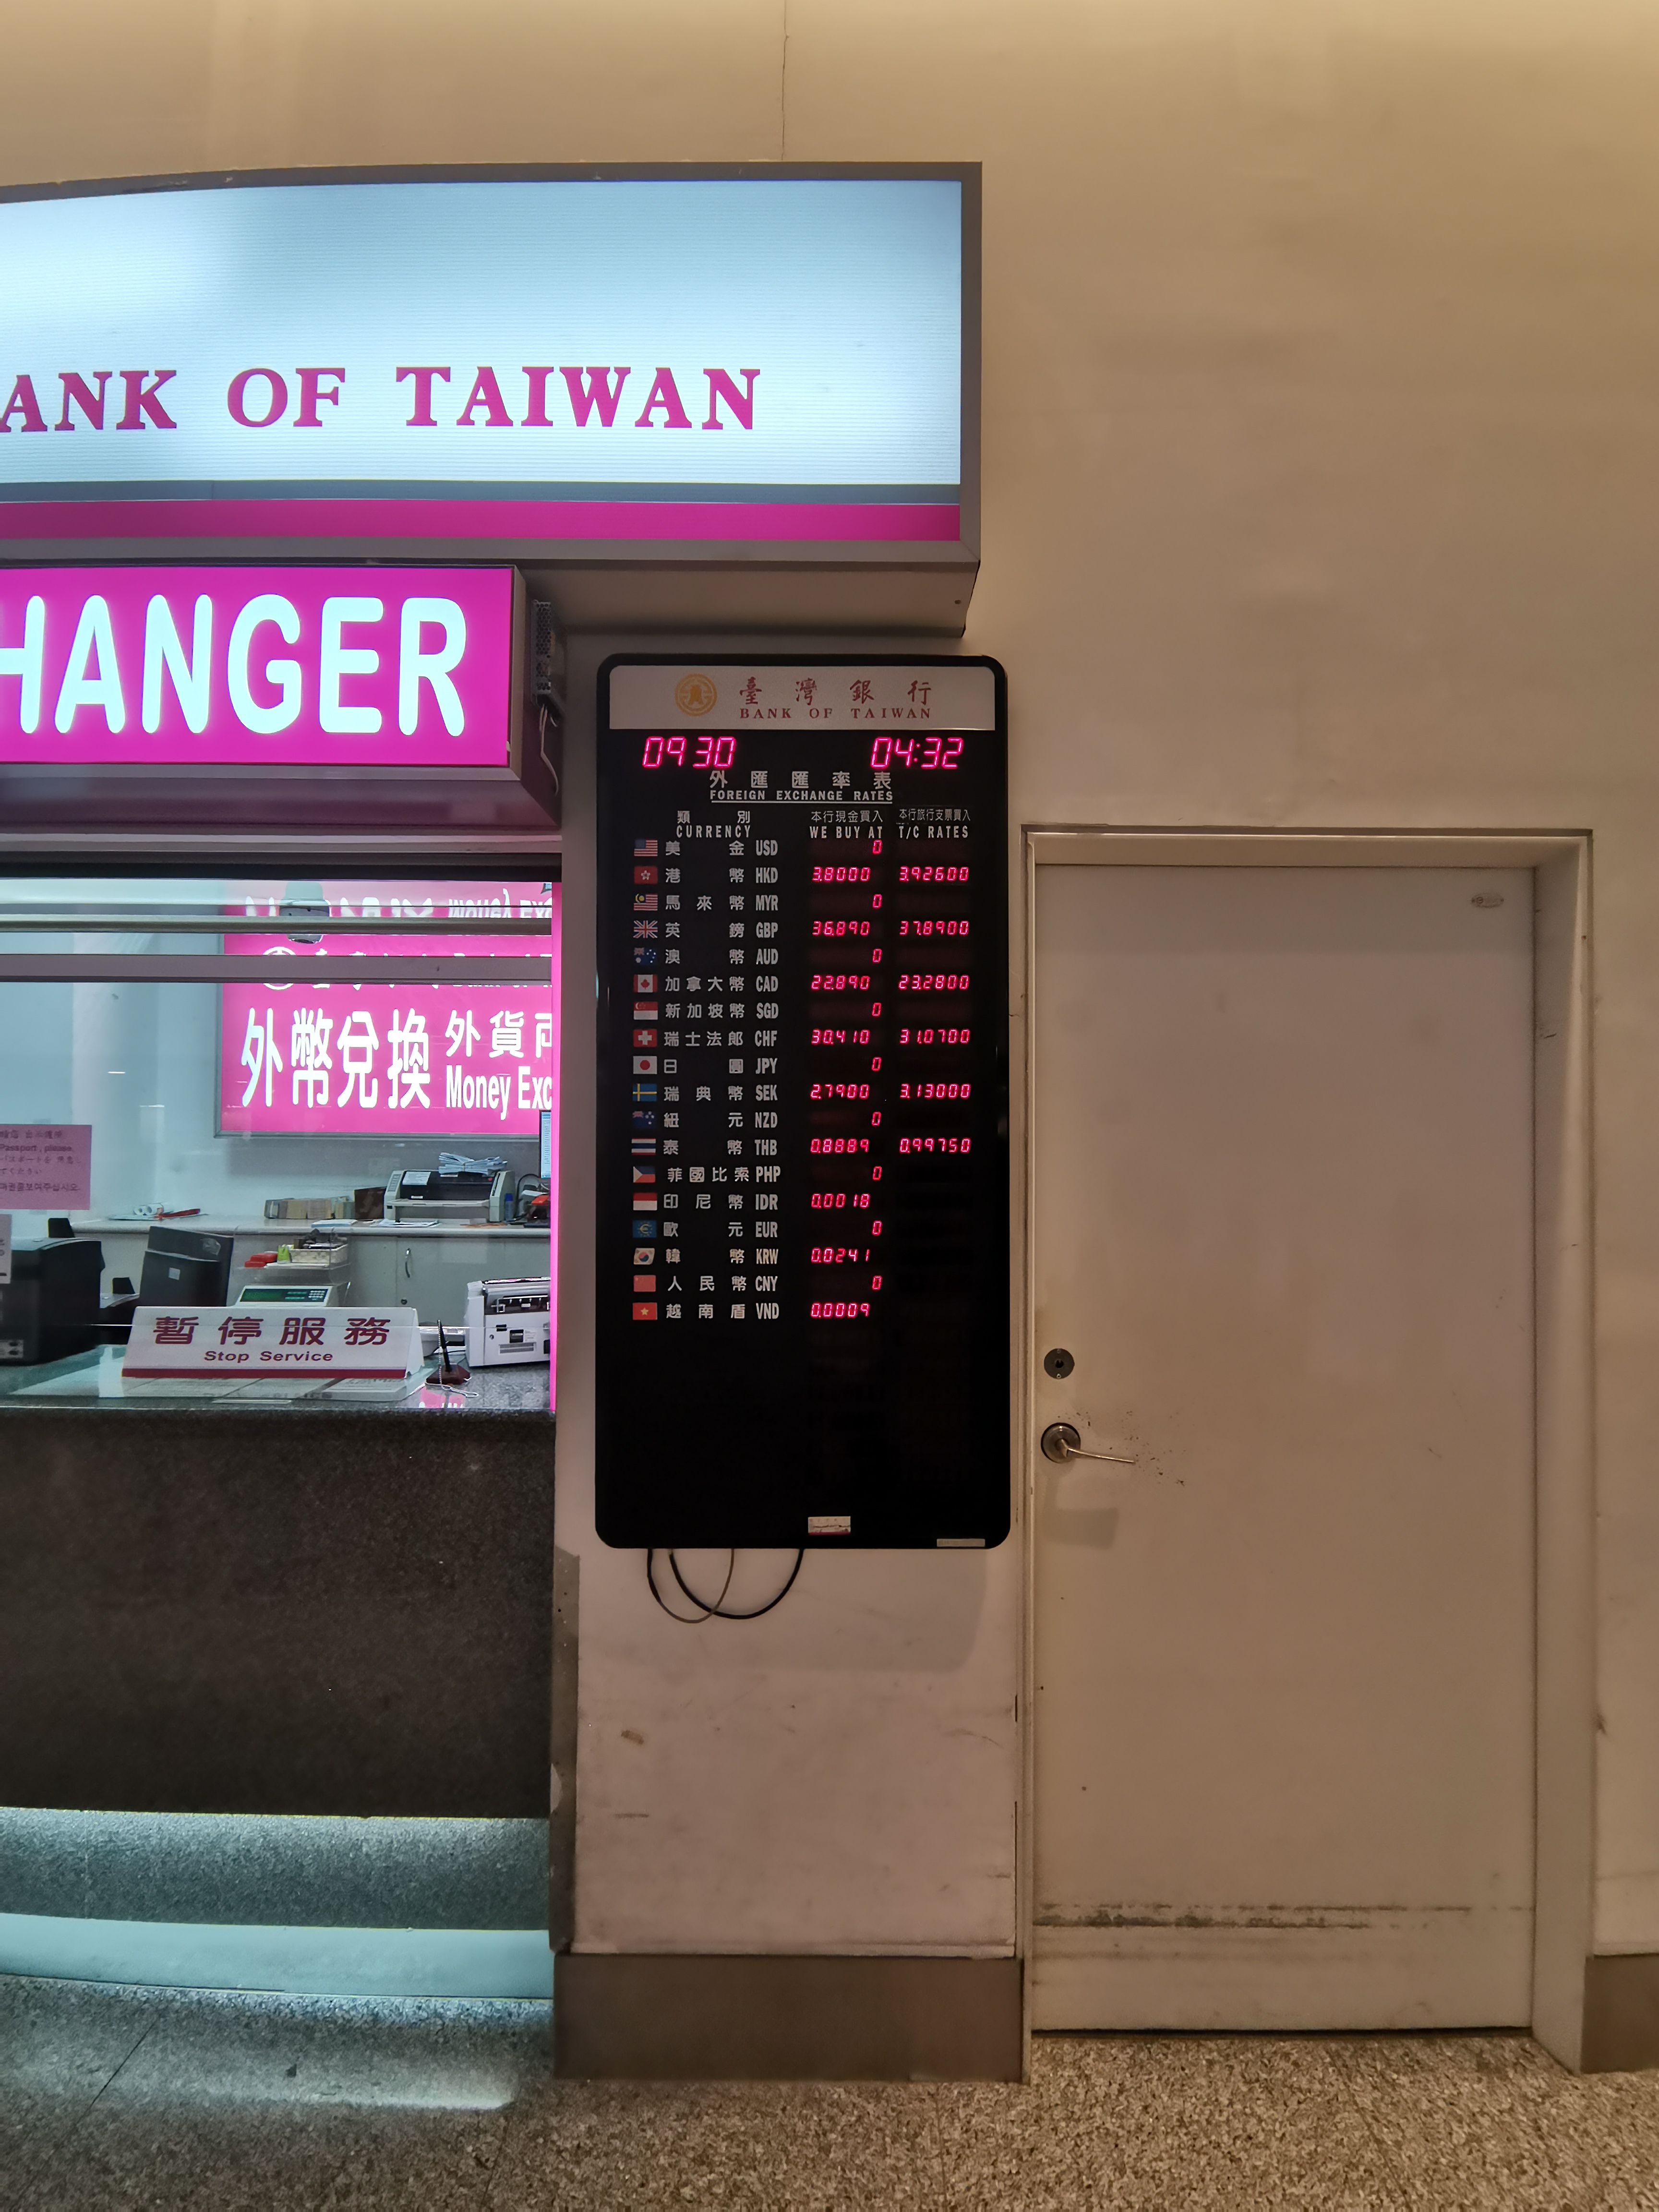 ANK OF TAIWAN
HANGER
臺灣銀行
BANK OF TAIWAN
09 30 04:32
外匯匯率表
FOREIGN EXCHANGE RATES
類別 本行現金買入 本行旅行支票買入
CURRENCY WE BUY AT T/C RATES
美金 USD 0
港幣 HKD 3.8000 3.92600
馬來幣 MYR 0
英鎊 GBP 36.890 37.8900
澳幣 AUD 0
加拿大幣 CAD 22.890 23.2800
新加坡幣 SGD 0
瑞士法郎 CHF 30.410 31.0700
日圓 JPY 0
瑞典幣 SEK 2.7900 3.13000
紐元 NZD 0
泰幣 THB 0.8889 0.99750
菲國比索 PHP 0
印尼幣 IDR 0.0018
歐元 EUR 0
韓幣 KRW 0.0241
人民幣 CNY 0
越南盾 VND 0.0009
外幣兌換 外貨両
Money Exc
Passport, please.
暫停服務
Stop Service